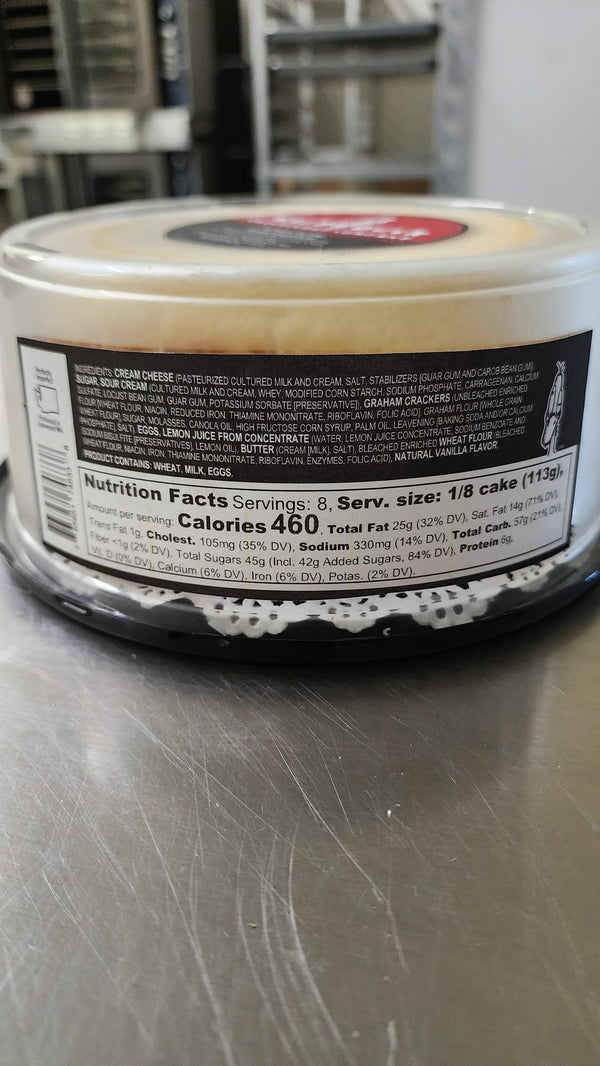 INGREDIENTS: CREAM CHEESE (PASTEURIZED CULTURED MILK AND CREAM, SALT, STABILIZERS [GUAR GUM AND CAROB BEAN GUM]),
SUGAR, SOUR CREAM (CULTURED MILK AND CREAM, WHEY, MODIFIED CORN STARCH, SODIUM PHOSPHATE, CARRAGEENAN, CALCIUM
SULFATE, LOCUST BEAN GUM, GUAR GUM, POTASSIUM SORBATE [PRESERVATIVE]), GRAHAM CRACKERS (UNBLEACHED ENRICHED
FLOUR [WHEAT FLOUR, NIACIN, REDUCED IRON, THIAMINE MONONITRATE, RIBOFLAVIN, FOLIC ACID], GRAHAM FLOUR [WHOLE GRAIN
WHEAT FLOUR], SUGAR, MOLASSES, CANOLA OIL, HIGH FRUCTOSE CORN SYRUP, PALM OIL, LEAVENING [BAKING SODA AND/OR CALCIUM
PHOSPHATE], SALT), EGGS, LEMON JUICE FROM CONCENTRATE (WATER, LEMON JUICE CONCENTRATE, SODIUM BENZOATE AND
SODIUM BISULFITE [PRESERVATIVES], LEMON OIL), BUTTER (CREAM [MILK], SALT), BLEACHED ENRICHED WHEAT FLOUR (BLEACHED
WHEAT FLOUR, NIACIN, IRON, THIAMINE MONONITRATE, RIBOFLAVIN, ENZYMES, FOLIC ACID), NATURAL VANILLA FLAVOR.
PRODUCT CONTAINS: WHEAT, MILK, EGGS.
Nutrition Facts Servings: 8, Serv. size: 1/8 cake (113g),
Amount per serving: Calories 460, Total Fat 25g (32% DV), Sat. Fat 14g (71% DV),
Trans Fat 1g, Cholest. 105mg (35% DV), Sodium 330mg (14% DV), Total Carb. 57g (21% DV),
Fiber <1g (2% DV), Total Sugars 45g (Incl. 42g Added Sugars, 84% DV), Protein 6g,
Vit. D (0% DV), Calcium (6% DV), Iron (6% DV), Potas. (2% DV).